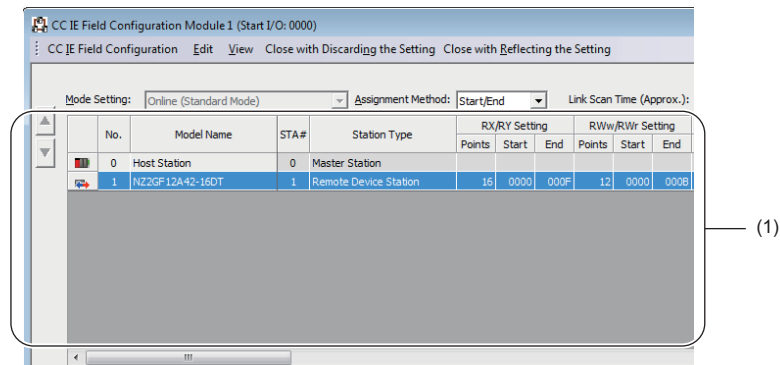 CC IE Field Configuration Module 1 (Start I/O: 0000)
CC IE Field Configuration Edit View Close with Discarding the Setting Close with Reflecting the Setting
Mode Setting: Online (Standard Mode) Assignment Method: Start/End Link Scan Time (Approx.):
No. Model Name STA# Station Type RX/RY Setting RWw/RWr Setting
Points Start End Points Start End
0 Host Station 0 Master Station
1 NZ2GF12A42-16DT 1 Remote Device Station 16 0000 000F 12 0000 000B
(1)